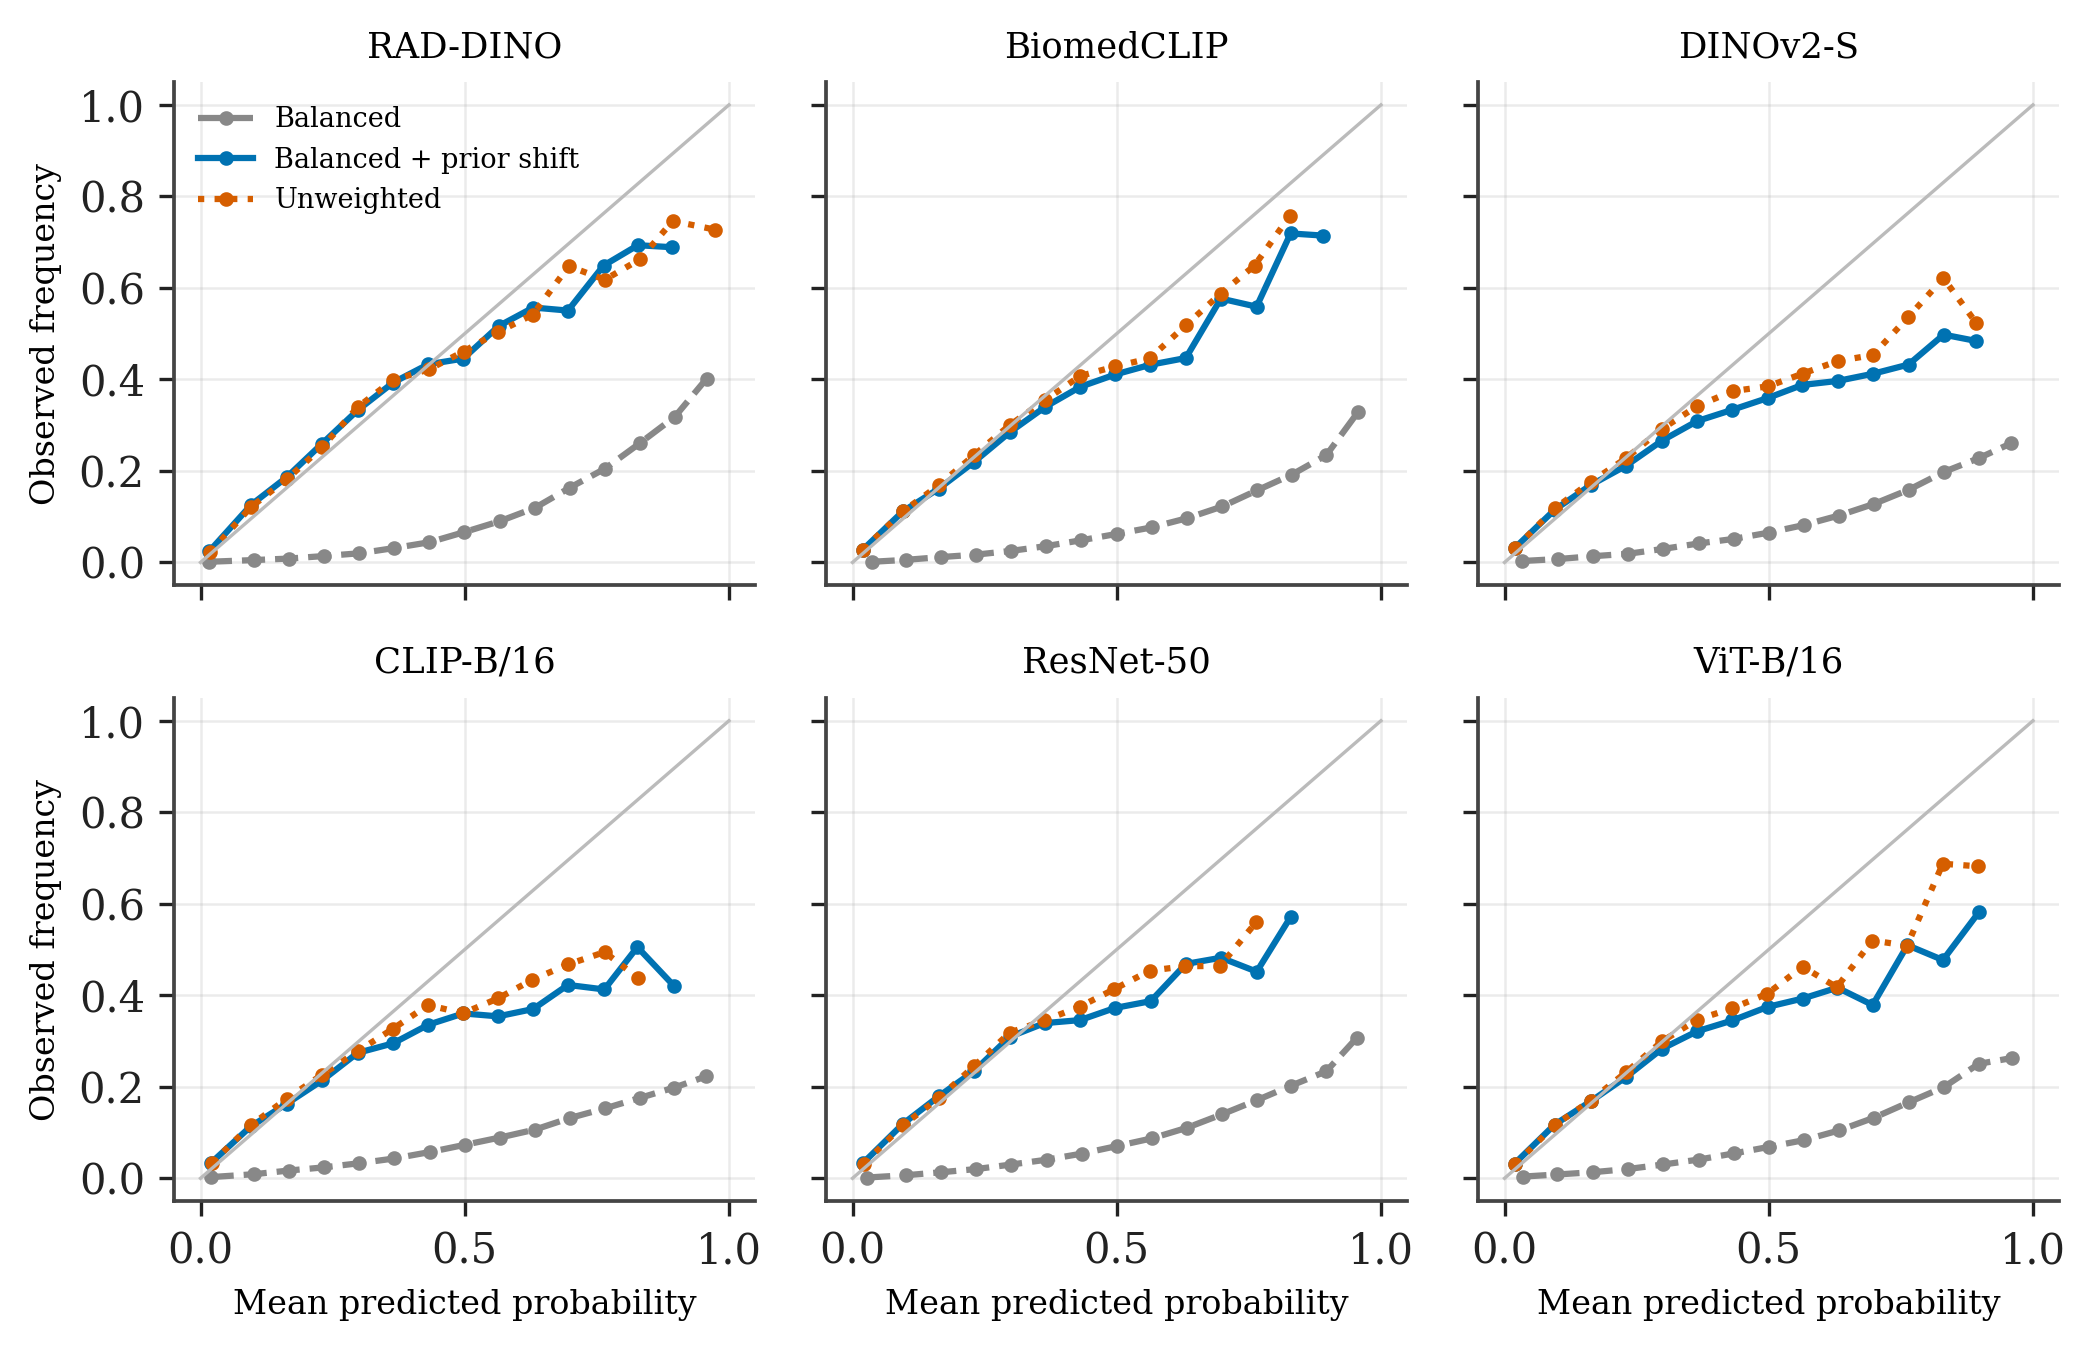 RAD-DINO
BiomedCLIP
DINOv2-S
Observed frequency
1.0
0.8
0.6
0.4
0.2
0.0
Balanced
Balanced + prior shift
Unweighted
CLIP-B/16
ResNet-50
ViT-B/16
Observed frequency
1.0
0.8
0.6
0.4
0.2
0.0
0.0 0.5 1.0
0.0 0.5 1.0
0.0 0.5 1.0
Mean predicted probability
Mean predicted probability
Mean predicted probability